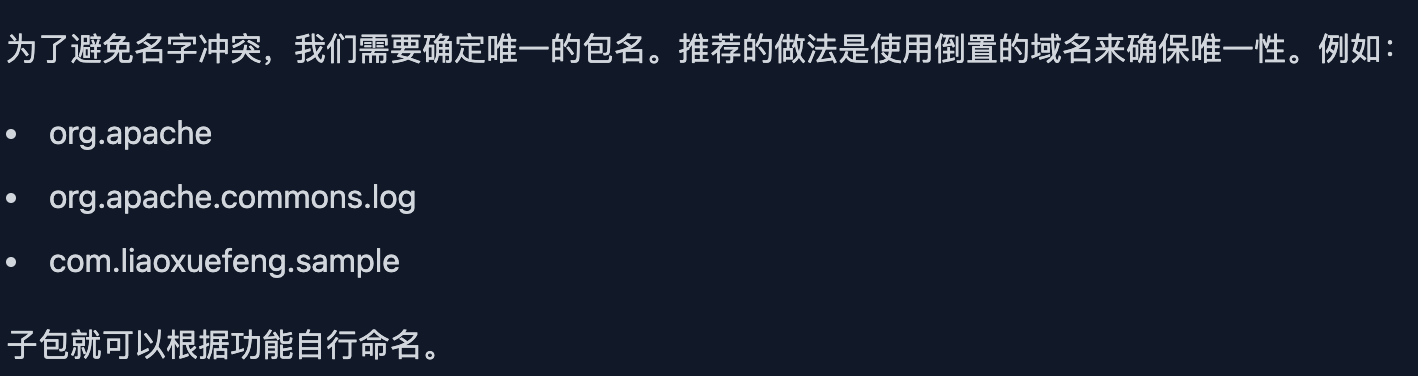 为了避免名字冲突，我们需要确定唯一的包名。推荐的做法是使用倒置的域名来确保唯一性。例如：
• org.apache
• org.apache.commons.log
• com.liaoxuefeng.sample
子包就可以根据功能自行命名。